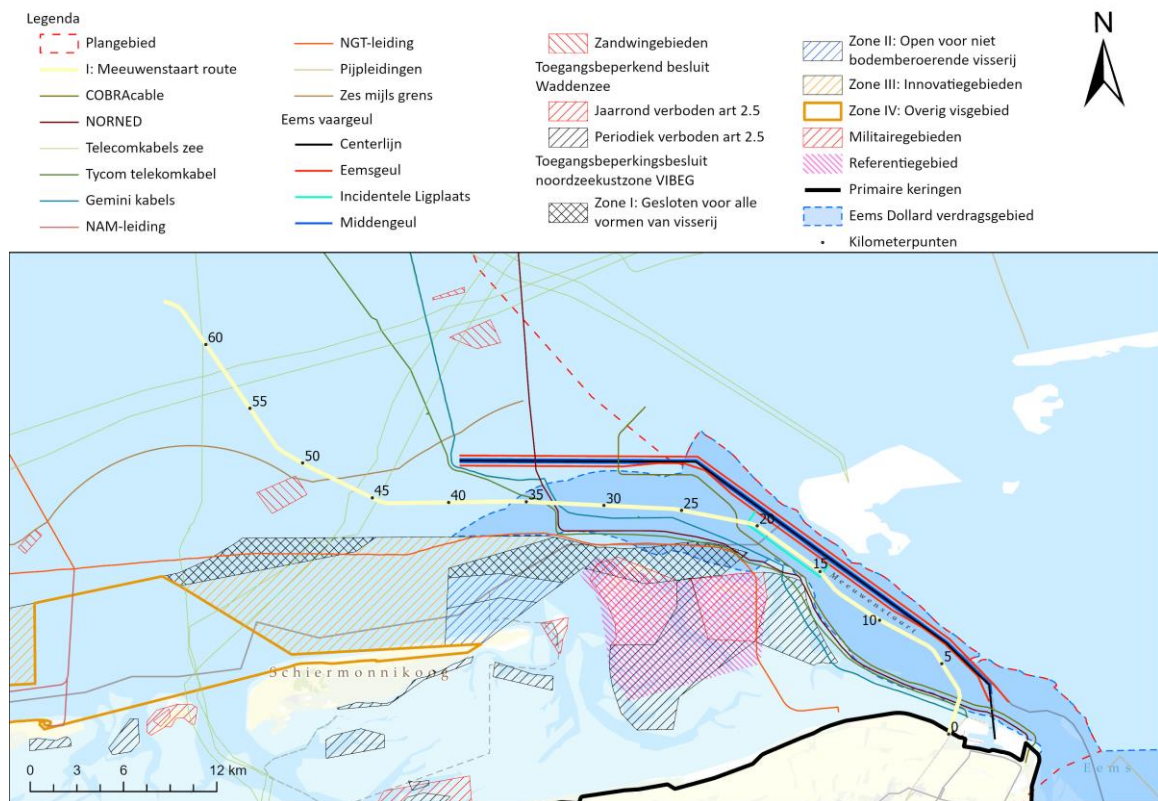 Legenda
Plangebied
I: Meeuwenstaart route
COBRAcable
NORNED
Telecomkabels zee
Tycom telekomkabel
Gemini kabels
NAM-leiding
NGT-leiding
Pijpleidingen
Zes mijls grens
Eems vaargeul
Centerlijn
Eemsgeul
Incidentele Ligplaats
Middengeul
Zandwingebieden
Toegangsbeperkend besluit
Waddenzee
Jaarrond verboden art 2.5
Periodiek verboden art 2.5
Toegangsbeperkingsbesluit
noordzeekustzone VIBEG
Zone I: Gesloten voor alle
vormen van visserij
Zone II: Open voor niet
bodemberoerende visserij
Zone III: Innovatiegebieden
Zone IV: Overig visgebied
Militairegebieden
Referentiegebied
Primaire keringen
Eems Dollard verdragsgebied
Kilometerpunten
N
60
55
50
45
40
35
30
25
20
15
Meeuwenstaart
10
5
Schiermonnikoog
0
Eems
0 3 6 12 km